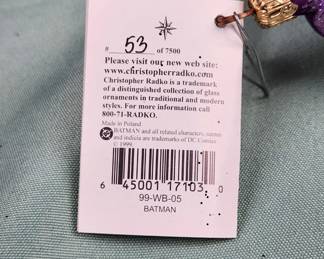 # 53 of 7500
Please visit our new web site:
www.christopherradko.com
Christopher Radko is a trademark
of a distinguished collection of glass
ornaments in traditional and modern
styles. For more information call
800-71-RADKO.
Made in Poland
DC BATMAN and all related characters, names
and indicia are trademarks of DC Comics
© 1999
6 45001 17103 0
99-WB-05
BATMAN